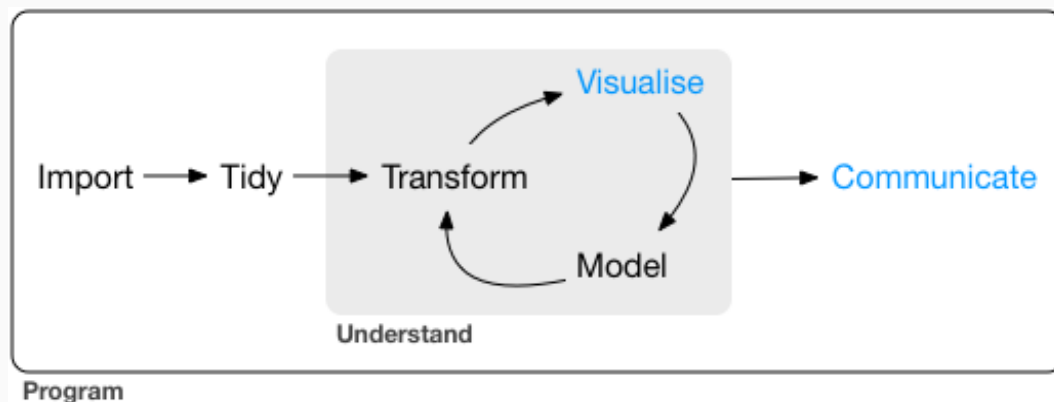 Visualise
Import Tidy Transform Communicate
Model
Understand
Program